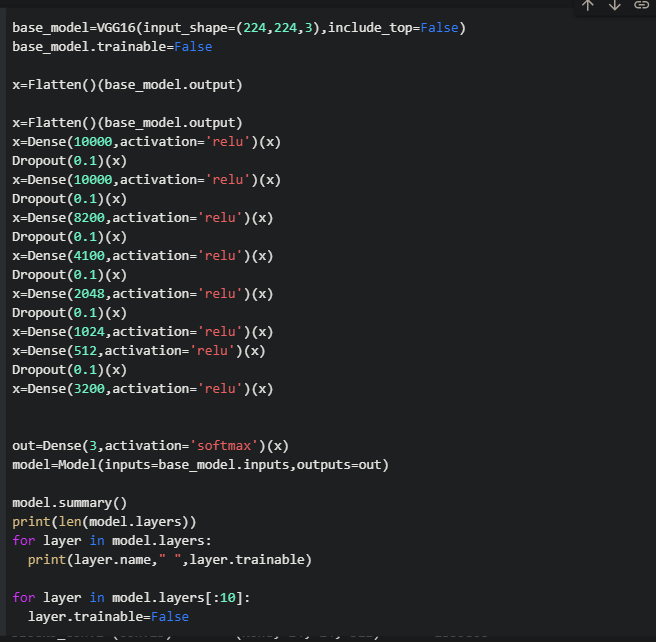 base_model=VGG16(input_shape=(224,224,3),include_top=False)
base_model.trainable=False
x=Flatten()(base_model.output)
x=Flatten()(base_model.output)
x=Dense(10000,activation='relu')(x)
Dropout(0.1)(x)
x=Dense(10000,activation='relu')(x)
Dropout(0.1)(x)
x=Dense(8200,activation='relu')(x)
Dropout(0.1)(x)
x=Dense(4100,activation='relu')(x)
Dropout(0.1)(x)
x=Dense(2048,activation='relu')(x)
Dropout(0.1)(x)
x=Dense(1024,activation='relu')(x)
x=Dense(512,activation='relu')(x)
Dropout(0.1)(x)
x=Dense(3200,activation='relu')(x)
out=Dense(3,activation='softmax')(x)
model=Model(inputs=base_model.inputs,outputs=out)
model.summary()
print(len(model.layers))
for layer in model.layers:
  print(layer.name," ",layer.trainable)
for layer in model.layers[:10]:
  layer.trainable=False